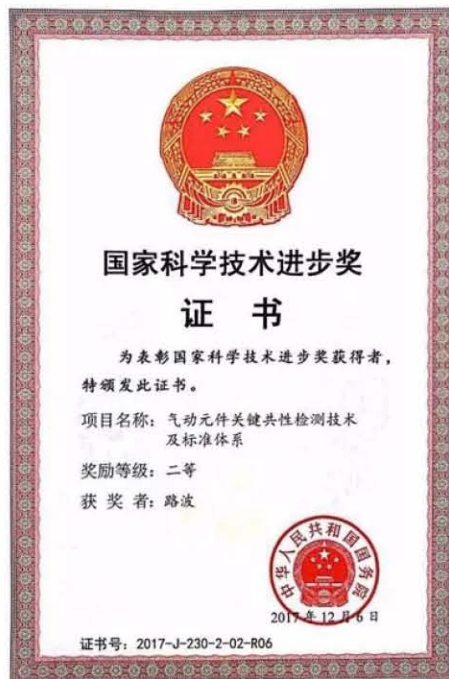 国家科学技术进步奖
证 书
为表彰国家科学技术进步奖获得者，
特颁发此证书。
项目名称：气动元件关键共性检测技术
及标准体系
奖励等级：二等
获 奖 者：路波
中华人民共和国国务院
2017年12月6日
证书号：2017-J-230-2-02-R06